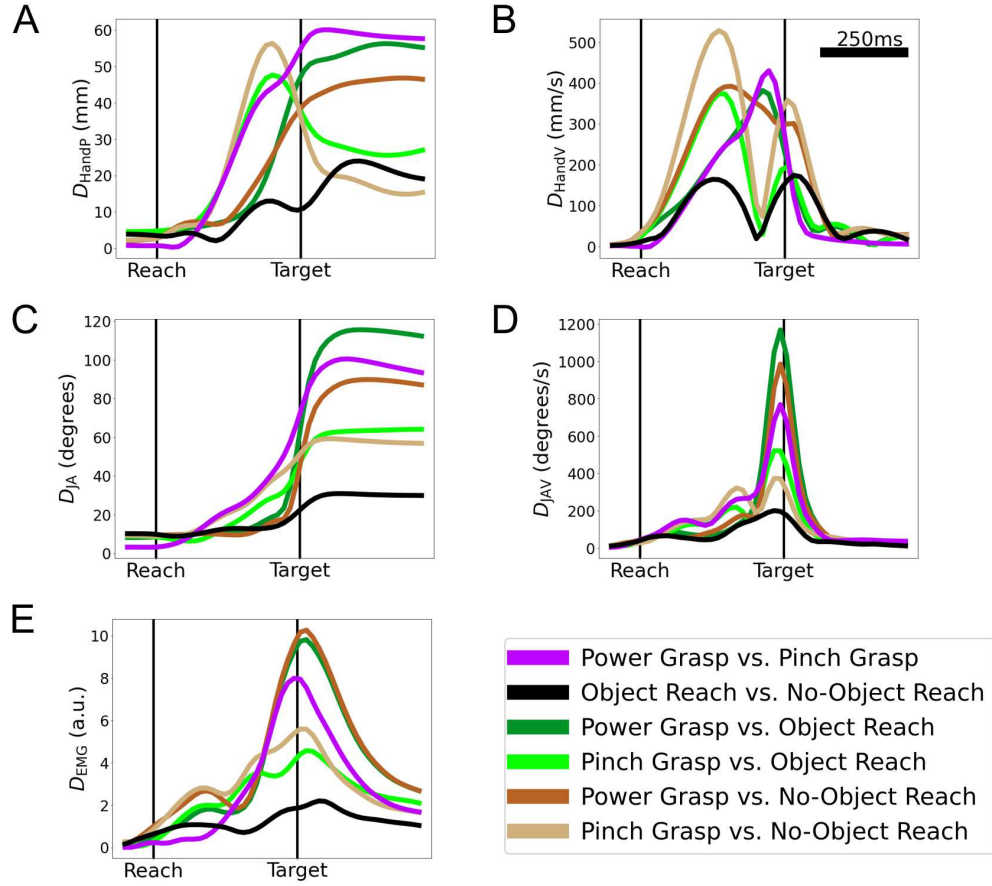 A
D_HandP (mm)
60
50
40
30
20
10
0
Reach
Target
B
D_HandV (mm/s)
500
400
300
200
100
0
250ms
Reach
Target
C
D_JA (degrees)
120
100
80
60
40
20
0
Reach
Target
D
D_JAV (degrees/s)
1200
1000
800
600
400
200
0
Reach
Target
E
D_EMG (a.u.)
10
8
6
4
2
0
Reach
Target
Power Grasp vs. Pinch Grasp
Object Reach vs. No-Object Reach
Power Grasp vs. Object Reach
Pinch Grasp vs. Object Reach
Power Grasp vs. No-Object Reach
Pinch Grasp vs. No-Object Reach